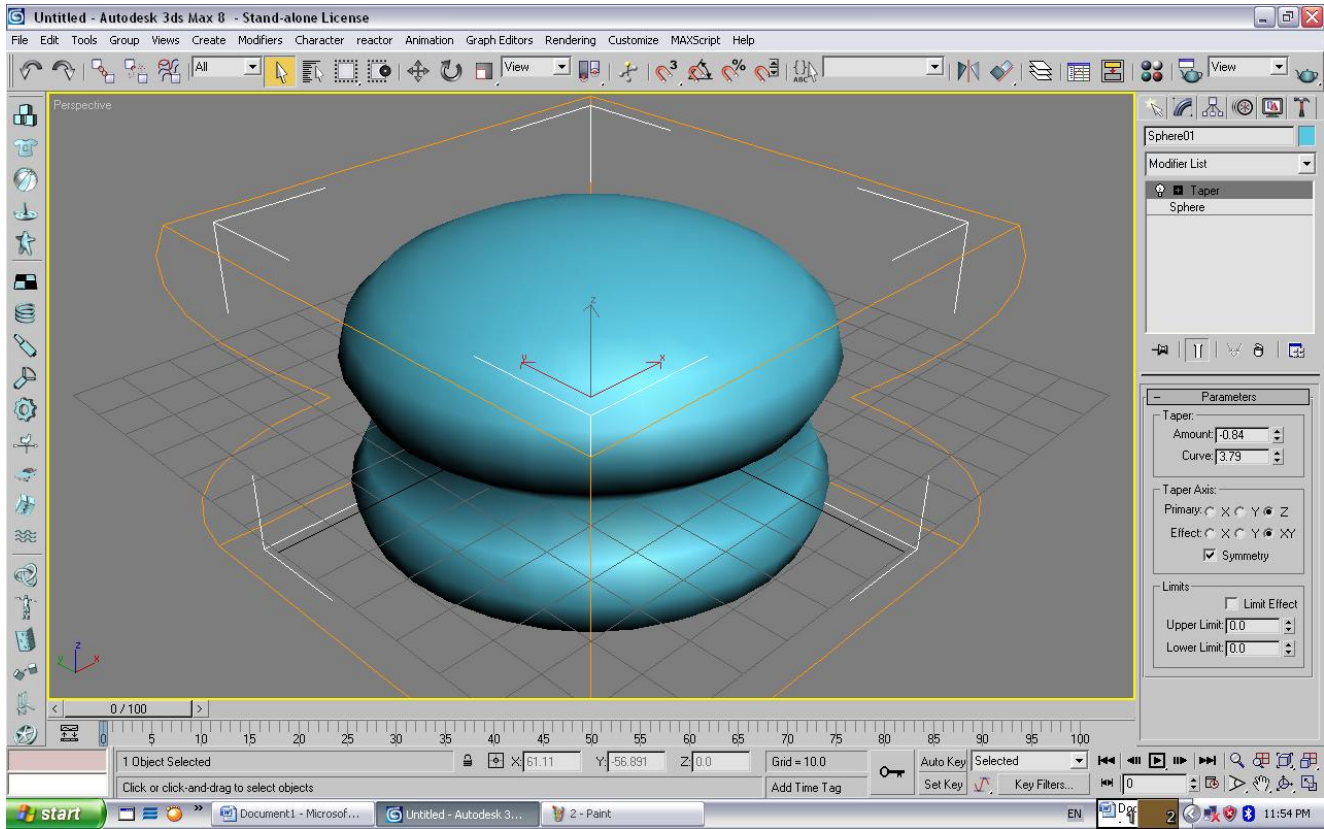 Untitled - Autodesk 3ds Max 8 - Stand-alone License
File Edit Tools Group Views Create Modifiers Character reactor Animation Graph Editors Rendering Customize MAXScript Help
All
View
View
Perspective
Sphere01
Modifier List
Taper
Sphere
Parameters
Taper:
Amount: -0.84
Curve: 3.79
Taper Axis:
Primary: X Y Z
Effect: X Y XY
Symmetry
Limits
Limit Effect
Upper Limit: 0.0
Lower Limit: 0.0
z
y x
z
y x
0 / 100
0 5 10 15 20 25 30 35 40 45 50 55 60 65 70 75 80 85 90 95 100
1 Object Selected X: 61.11 Y: -56.891 Z: 0.0 Grid = 10.0 Auto Key Selected
Click or click-and-drag to select objects Add Time Tag Set Key Key Filters... 0
start Document1 - Microsof... Untitled - Autodesk 3... 2 - Paint EN 2 11:54 PM